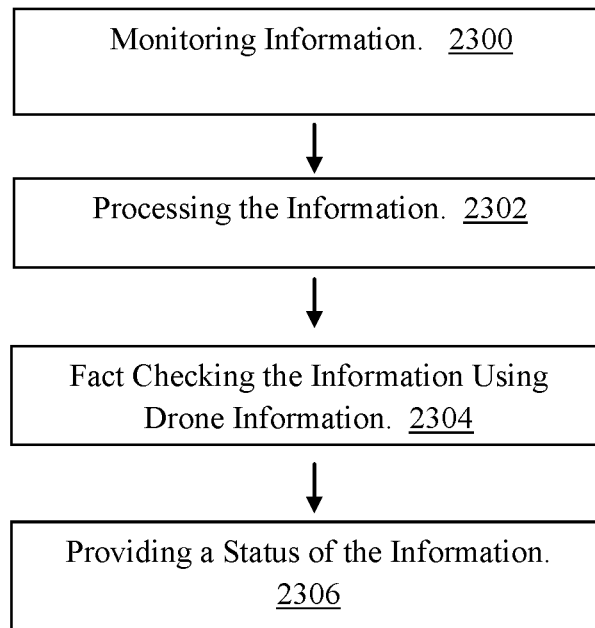 Monitoring Information. 2300
Processing the Information. 2302
Fact Checking the Information Using
Drone Information. 2304
Providing a Status of the Information.
2306